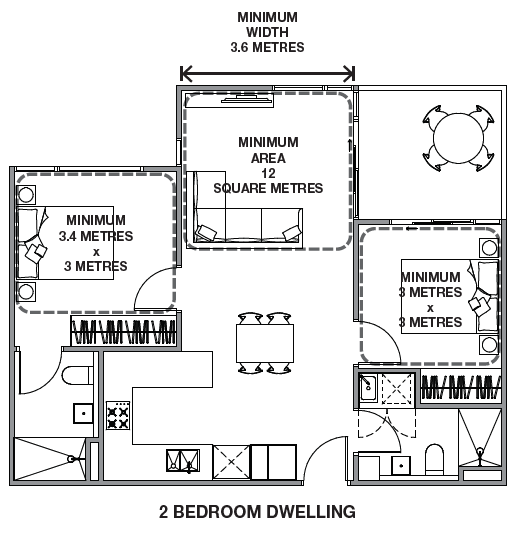 MINIMUM
WIDTH
3.6 METRES
MINIMUM
AREA
12
SQUARE METRES
MINIMUM
3.4 METRES
x
3 METRES
MINIMUM
3 METRES
x
3 METRES
2 BEDROOM DWELLING